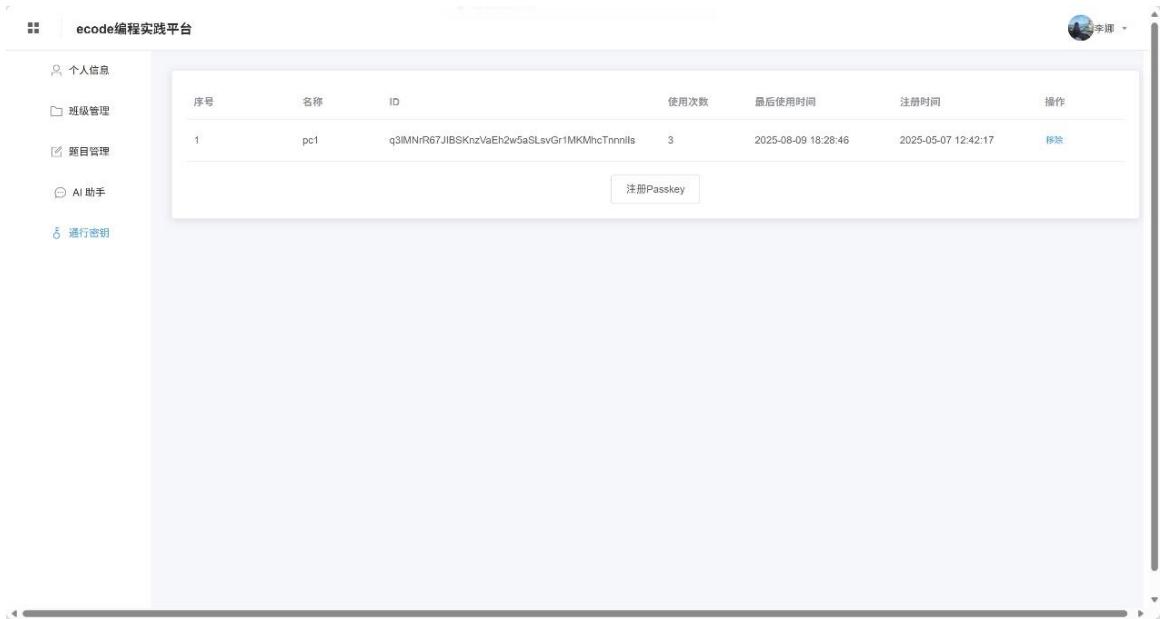 ecode编程实践平台
李娜
个人信息
班级管理
题目管理
AI 助手
通行密钥
序号 名称 ID 使用次数 最后使用时间 注册时间 操作
1 pc1 q3lMNrR67JIBSKnzVaEh2w5aSLsvGr1MKMhcTnnnlls 3 2025-08-09 18:28:46 2025-05-07 12:42:17 移除
注册Passkey